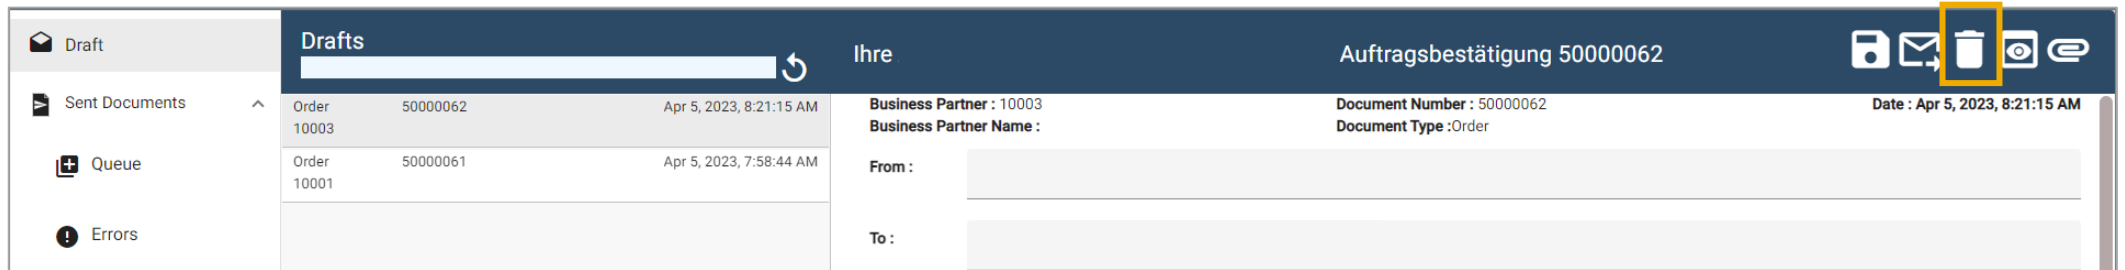 Draft
Sent Documents
Queue
Errors
Drafts
Order 50000062 Apr 5, 2023, 8:21:15 AM
10003
Order 50000061 Apr 5, 2023, 7:58:44 AM
10001
Ihre Auftragsbestätigung 50000062
Business Partner : 10003 Document Number : 50000062 Date : Apr 5, 2023, 8:21:15 AM
Business Partner Name : Document Type :Order
From :
To :